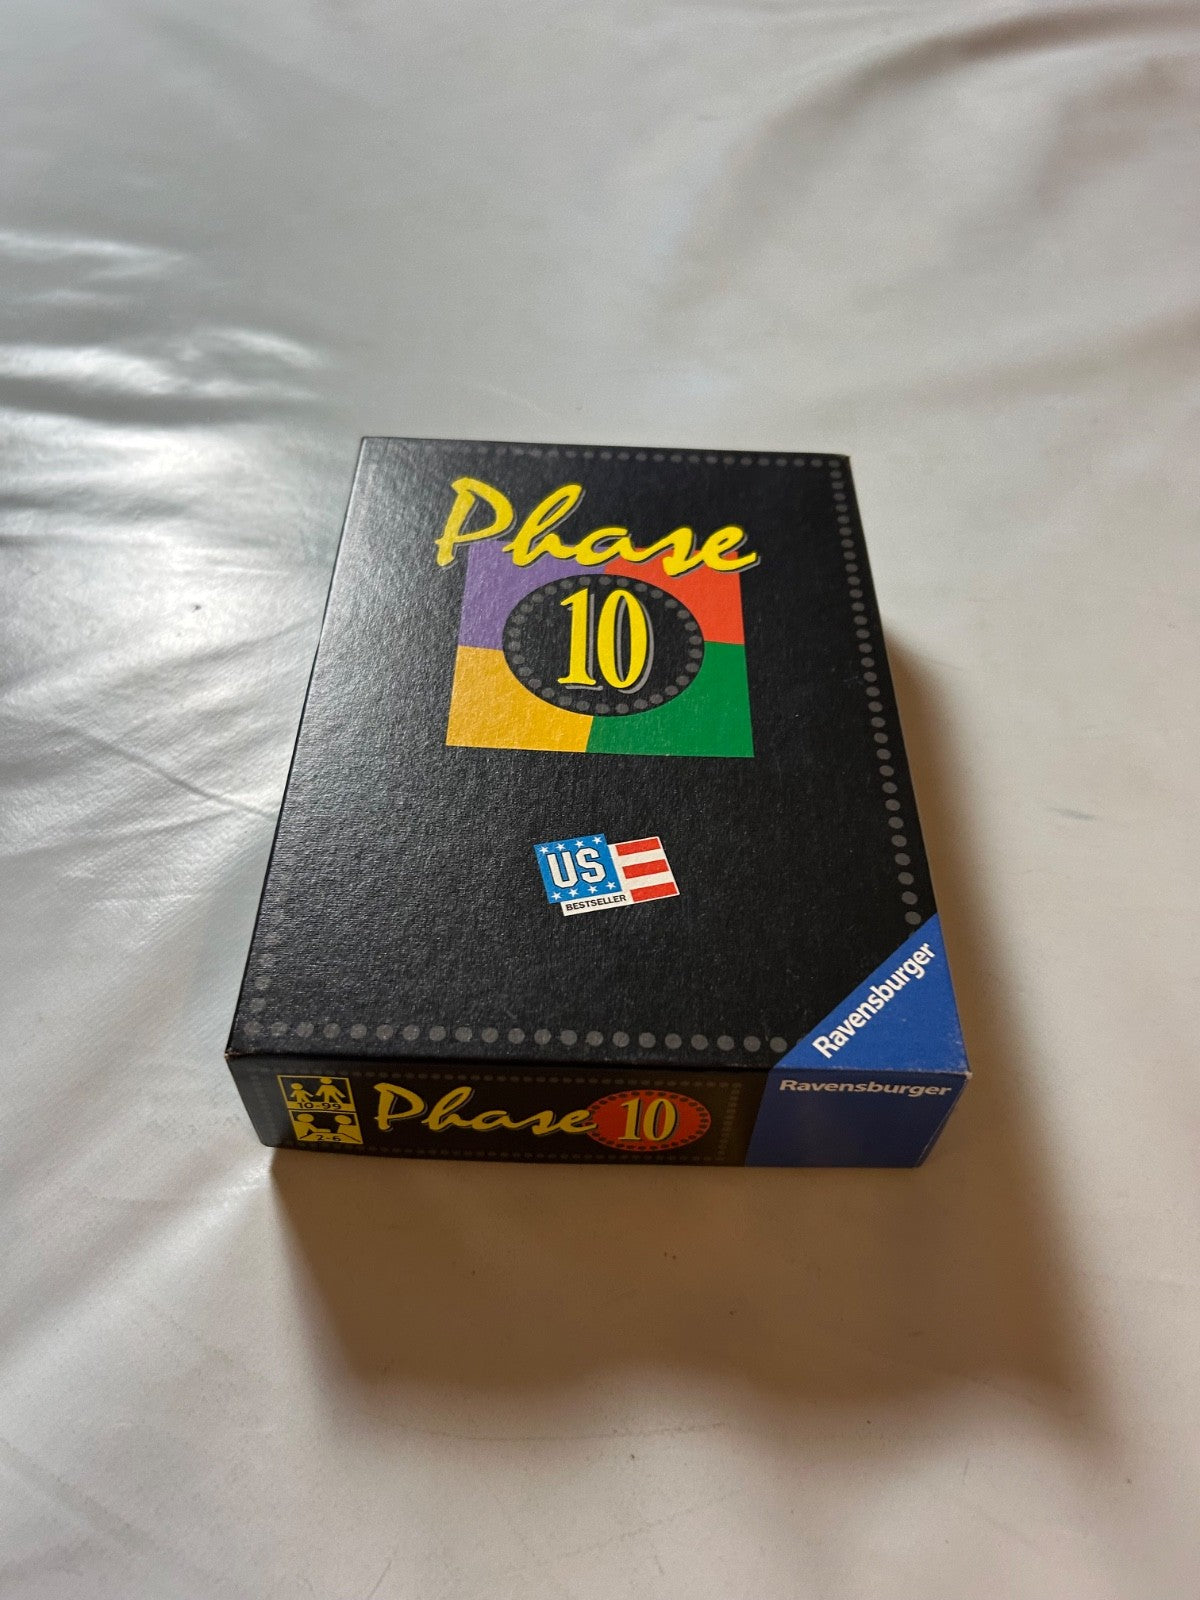 Phase
10
US
BESTSELLER
Ravensburger
10-99
2-6
Phase 10
Ravensburger